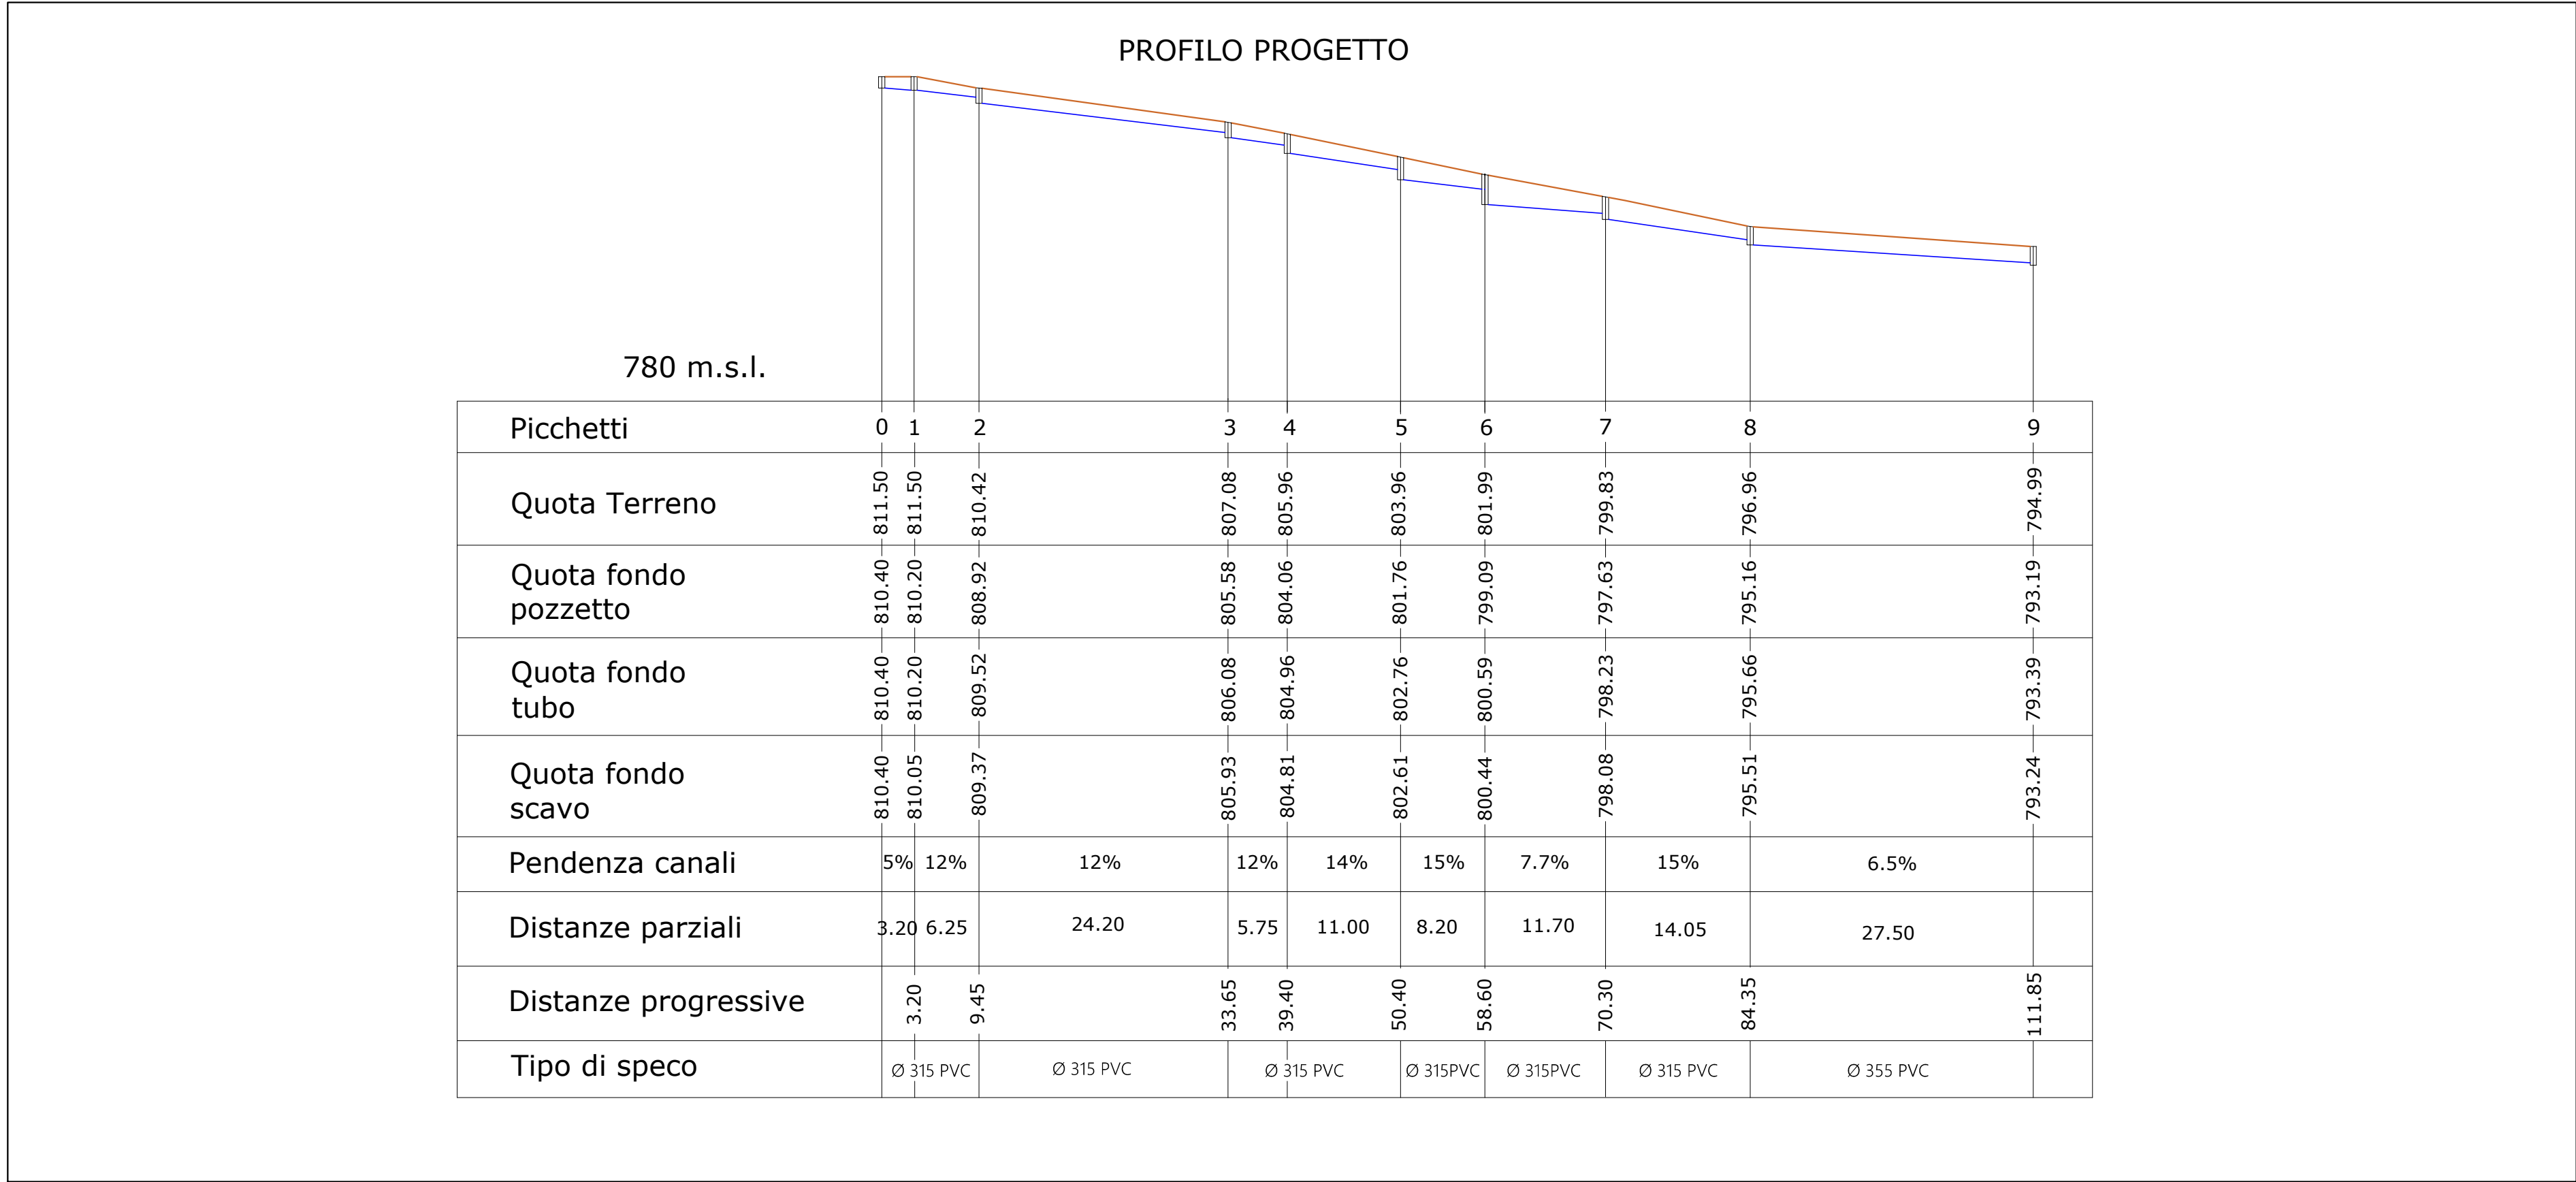 PROFILO PROGETTO
780 m.s.l.
Picchetti 0 1 2 3 4 5 6 7 8 9
Quota Terreno 811.50 811.50 810.42 807.08 805.96 803.96 801.99 799.83 796.96 794.99
Quota fondo
pozzetto 810.40 810.20 808.92 805.58 804.06 801.76 799.09 797.63 795.16 793.19
Quota fondo
tubo 810.40 810.20 809.52 806.08 804.96 802.76 800.59 798.23 795.66 793.39
Quota fondo
scavo 810.40 810.05 809.37 805.93 804.81 802.61 800.44 798.08 795.51 793.24
Pendenza canali 5% 12% 12% 12% 14% 15% 7.7% 15% 6.5%
Distanze parziali 3.20 6.25 24.20 5.75 11.00 8.20 11.70 14.05 27.50
Distanze progressive 3.20 9.45 33.65 39.40 50.40 58.60 70.30 84.35 111.85
Tipo di speco Ø 315 PVC Ø 315 PVC Ø 315 PVC Ø 315PVC Ø 315PVC Ø 315 PVC Ø 355 PVC